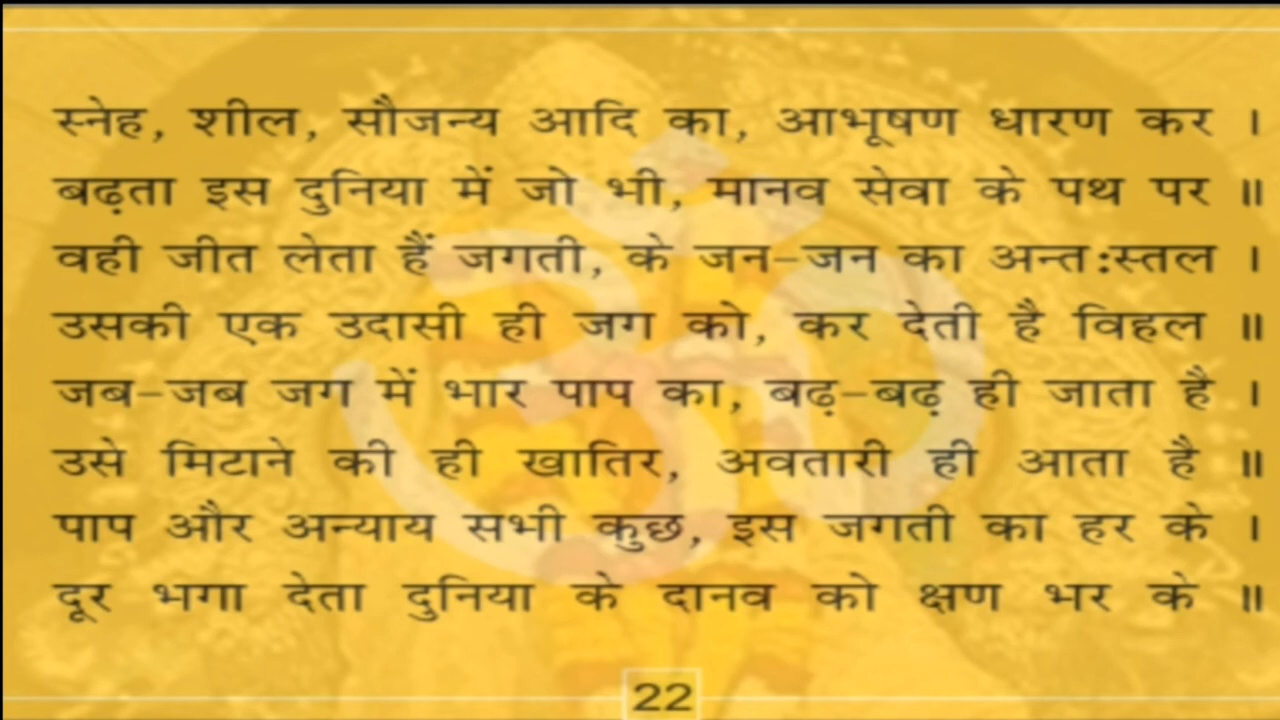 स्नेह, शील, सौजन्य आदि का, आभूषण धारण कर ।
बढ़ता इस दुनिया में जो भी, मानव सेवा के पथ पर ॥
वही जीत लेता हैं जगती, के जन-जन का अन्त:स्तल ।
उसकी एक उदासी ही जग को, कर देती है विहल ॥
जब-जब जग में भार पाप का, बढ़-बढ़ ही जाता है ।
उसे मिटाने की ही खातिर, अवतारी ही आता है ॥
पाप और अन्याय सभी कुछ, इस जगती का हर के ।
दूर भगा देता दुनिया के दानव को क्षण भर के ॥
22